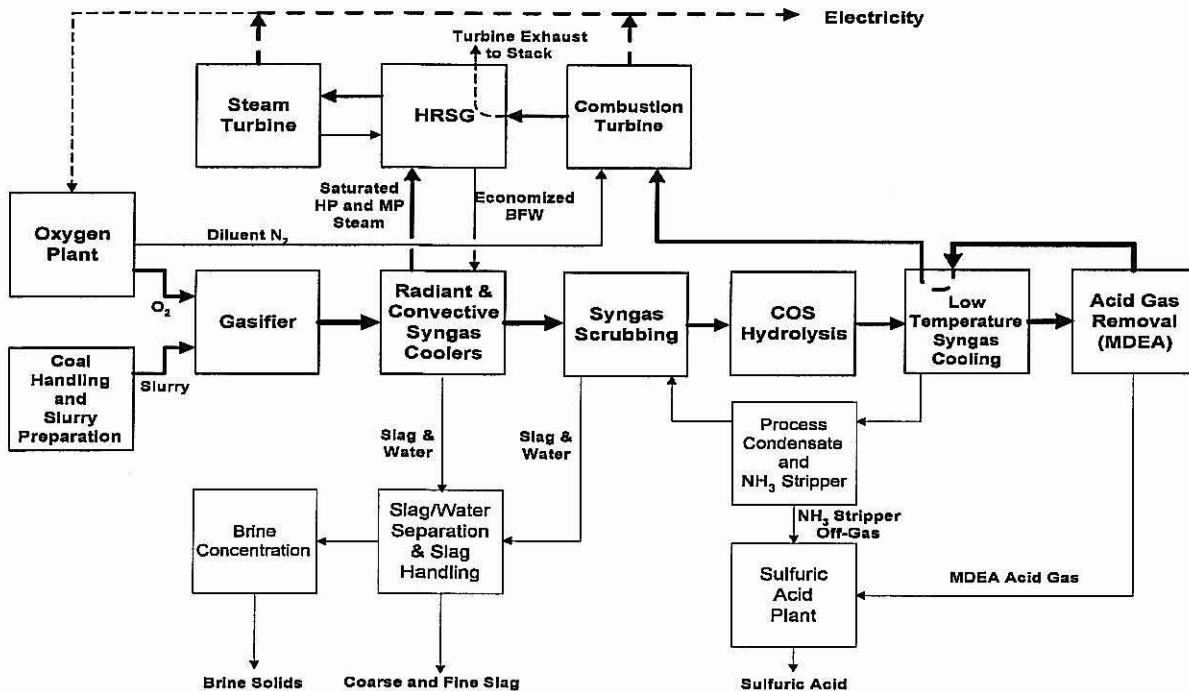 Electricity
Turbine Exhaust
to Stack
Steam
Turbine
HRSG
Combustion
Turbine
Saturated
HP and MP
Steam
Economized
BFW
Oxygen
Plant
Diluent N2
O2
Gasifier
Radiant &
Convective
Syngas
Coolers
Syngas
Scrubbing
COS
Hydrolysis
Low
Temperature
Syngas
Cooling
Acid Gas
Removal
(MDEA)
Coal
Handling
and
Slurry
Preparation
Slurry
Slag &
Water
Slag &
Water
Process
Condensate
and
NH3 Stripper
Brine
Concentration
Slag/Water
Separation
& Slag
Handling
NH3 Stripper
Off-Gas
Sulfuric
Acid
Plant
MDEA Acid Gas
Brine Solids
Coarse and Fine Slag
Sulfuric Acid